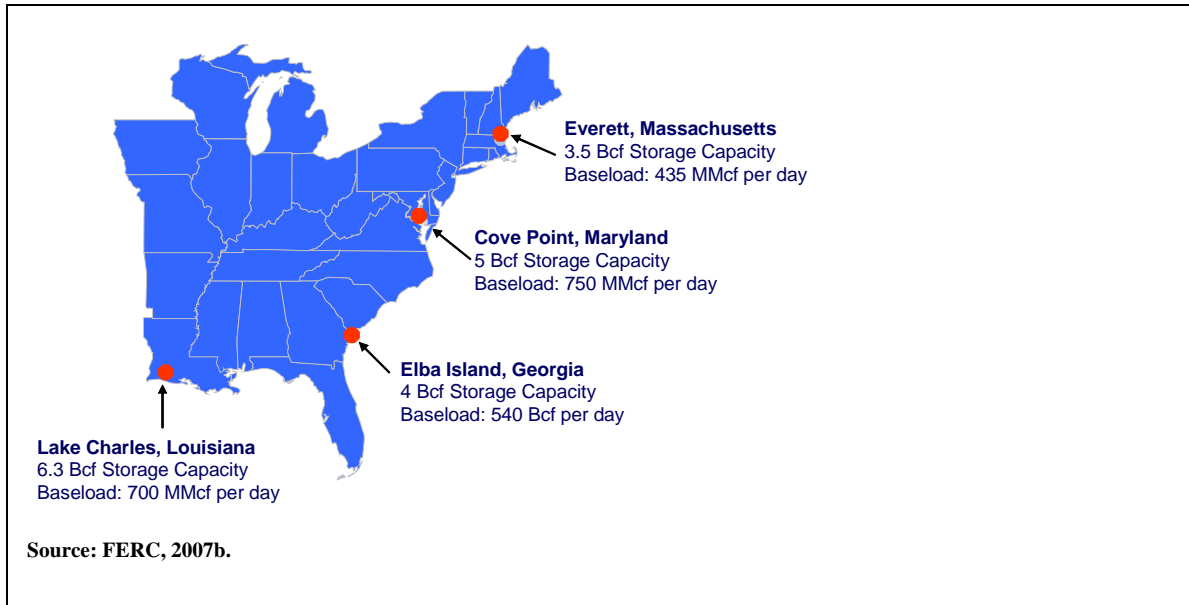 Everett, Massachusetts
3.5 Bcf Storage Capacity
Baseload: 435 MMcf per day
Cove Point, Maryland
5 Bcf Storage Capacity
Baseload: 750 MMcf per day
Elba Island, Georgia
4 Bcf Storage Capacity
Baseload: 540 Bcf per day
Lake Charles, Louisiana
6.3 Bcf Storage Capacity
Baseload: 700 MMcf per day
Source: FERC, 2007b.